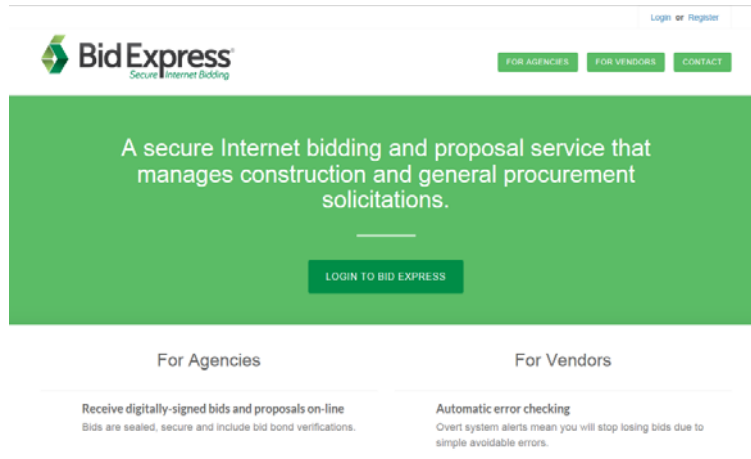 Login or Register
Bid Express®
Secure Internet Bidding
FOR AGENCIES
FOR VENDORS
CONTACT
A secure Internet bidding and proposal service that
manages construction and general procurement
solicitations.
LOGIN TO BID EXPRESS
For Agencies
Receive digitally-signed bids and proposals on-line
Bids are sealed, secure and include bid bond verifications.
For Vendors
Automatic error checking
Overt system alerts mean you will stop losing bids due to
simple avoidable errors.